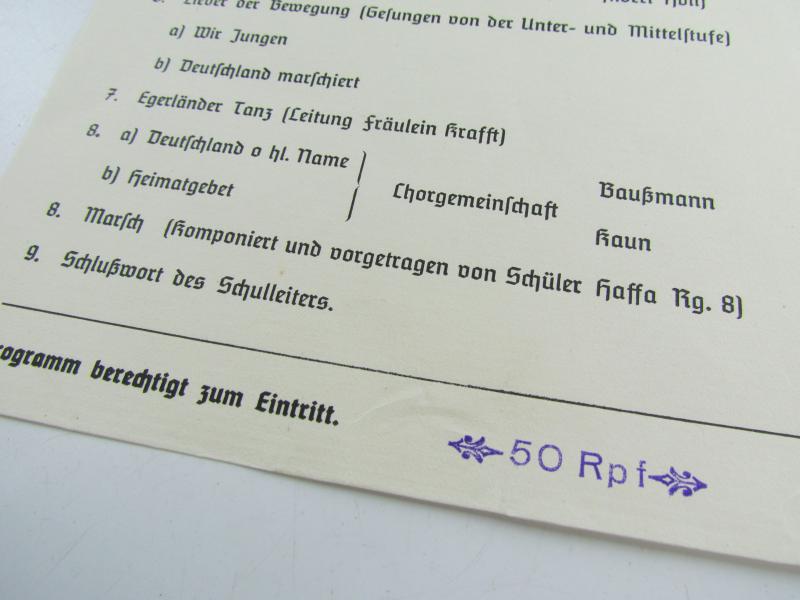 Lieder der Bewegung (Gesungen von der Unter- und Mittelstufe)
a) Wir Jungen
b) Deutschland marschiert
7. Egerländer Tanz (Leitung Fräulein Krafft)
8. a) Deutschland o hl. Name
b) Heimatgebet
Chorgemeinschaft
Baußmann
Kaun
8. Marsch (Komponiert und vorgetragen von Schüler Haffa Kg. 8)
9. Schlußwort des Schulleiters.
rogramm berechtigt zum Eintritt.
50 Rpf